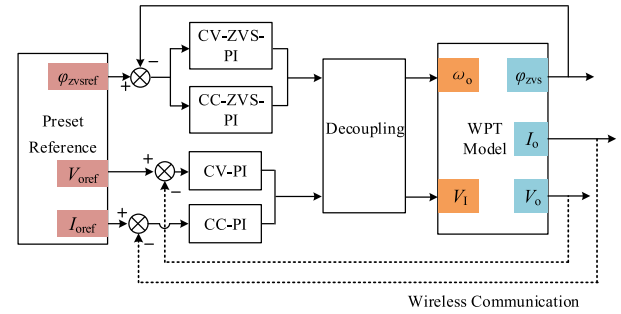 φzvsref
Preset
Reference
Voref
Ioref
+
−
CV-ZVS-
PI
CC-ZVS-
PI
+
−
CV-PI
+
−
CC-PI
Decoupling
ωo
φzvs
WPT
Model
Io
VI
Vo
Wireless Communication